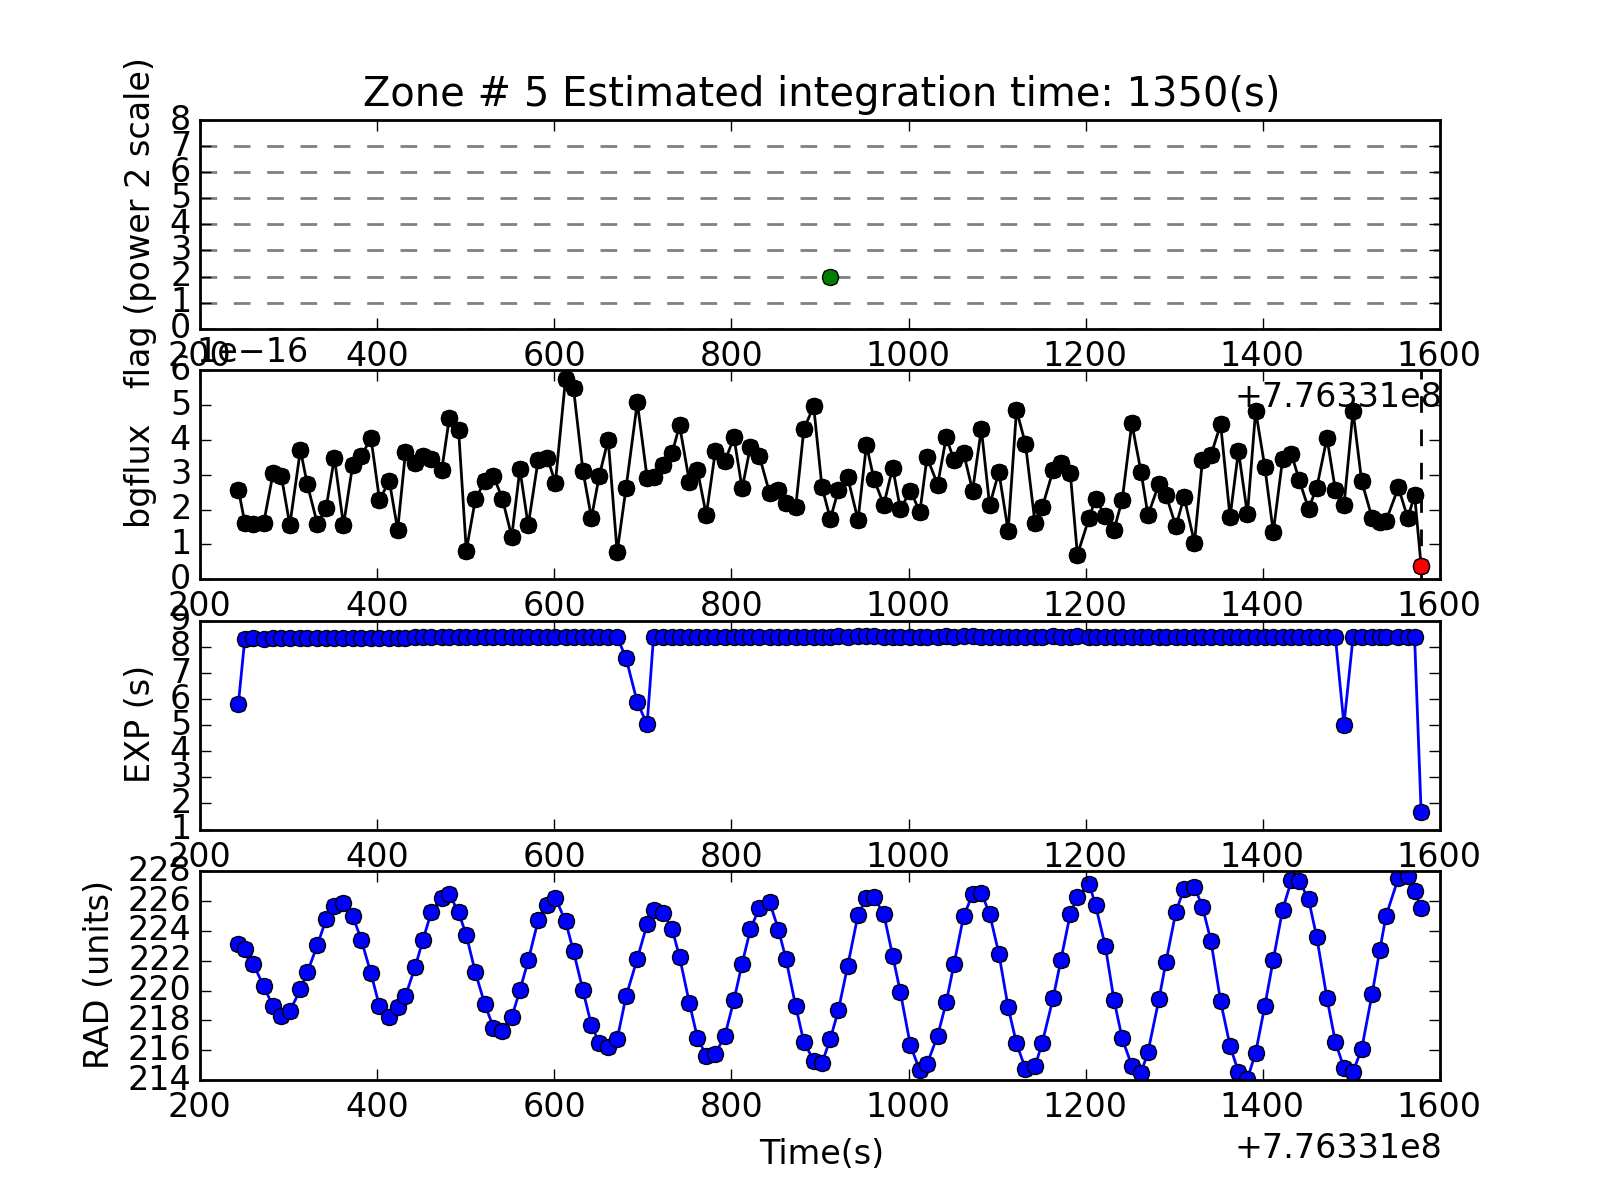 Zone # 5 Estimated integration time: 1350(s)
flag (power 2 scale)
8
7
6
5
4
3
2
1
0
200 400 600 800 1000 1200 1400 1600
1e−16
+7.76331e8
bgflux
6
5
4
3
2
1
0
200 400 600 800 1000 1200 1400 1600
EXP (s)
9
8
7
6
5
4
3
2
1
200 400 600 800 1000 1200 1400 1600
RAD (units)
228
226
224
222
220
218
216
214
200 400 600 800 1000 1200 1400 1600
Time(s)
+7.76331e8